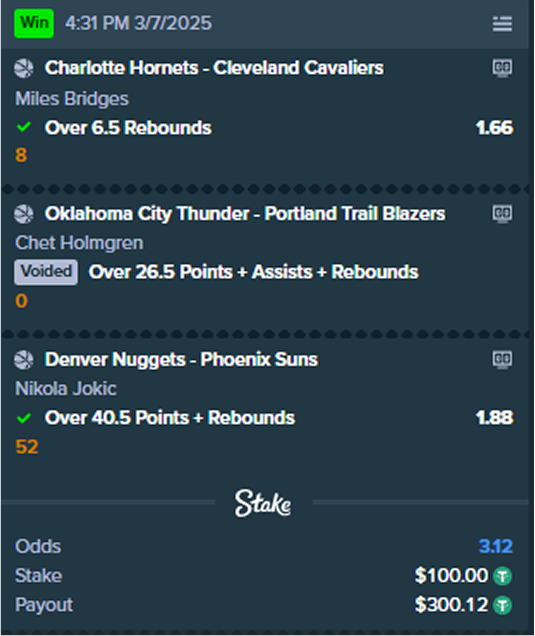 Win 4:31 PM 3/7/2025
Charlotte Hornets - Cleveland Cavaliers
Miles Bridges
Over 6.5 Rebounds 1.66
8
Oklahoma City Thunder - Portland Trail Blazers
Chet Holmgren
Voided Over 26.5 Points + Assists + Rebounds
0
Denver Nuggets - Phoenix Suns
Nikola Jokic
Over 40.5 Points + Rebounds 1.88
52
Stake
Odds 3.12
Stake $100.00
Payout $300.12